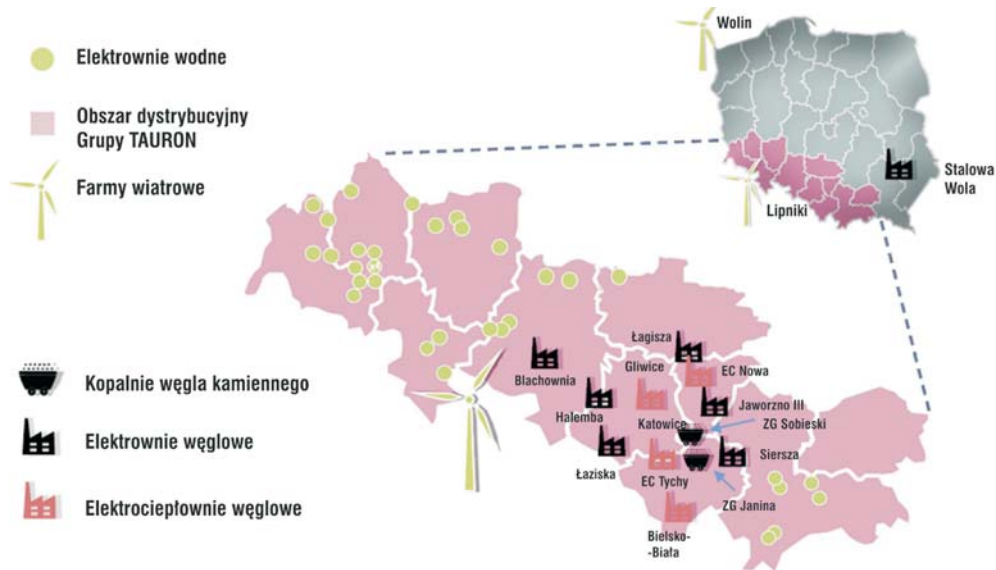 Elektrownie wodne
Obszar dystrybucyjny
Grupy TAURON
Farmy wiatrowe
Kopalnie węgla kamiennego
Elektrownie węglowe
Elektrociepłownie węglowe
Wolin
Stalowa
Wola
Lipniki
Łagisza
Gliwice
EC Nowa
Blachownia
Halemba
Katowice
Jaworzno III
ZG Sobieski
Łaziska
Siersza
EC Tychy
ZG Janina
Bielsko-
-Biała